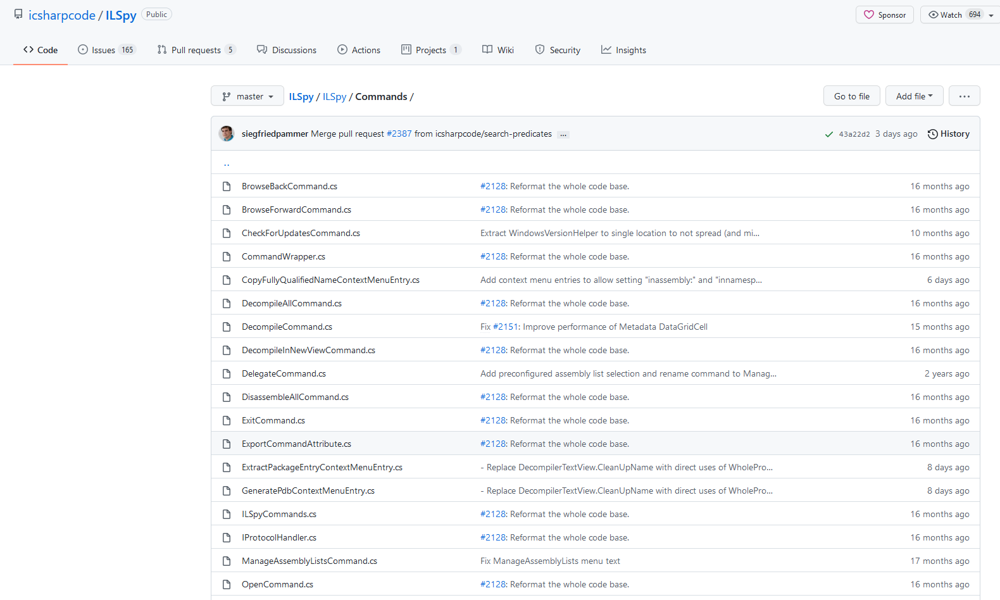 icsharpcode / ILSpy Public
Sponsor Watch 694
Code Issues 165 Pull requests 5 Discussions Actions Projects 1 Wiki Security Insights
master ILSpy / ILSpy / Commands / Go to file Add file ...
siegfriedpammer Merge pull request #2387 from icsharpcode/search-predicates ... 43a22d2 3 days ago History
..
BrowseBackCommand.cs #2128: Reformat the whole code base. 16 months ago
BrowseForwardCommand.cs #2128: Reformat the whole code base. 16 months ago
CheckForUpdatesCommand.cs Extract WindowsVersionHelper to single location to not spread (and mi... 10 months ago
CommandWrapper.cs #2128: Reformat the whole code base. 16 months ago
CopyFullyQualifiedNameContextMenuEntry.cs Add context menu entries to allow setting "inassembly:" and "innamesp... 6 days ago
DecompileAllCommand.cs #2128: Reformat the whole code base. 16 months ago
DecompileCommand.cs Fix #2151: Improve performance of Metadata DataGridCell 15 months ago
DecompileInNewViewCommand.cs #2128: Reformat the whole code base. 16 months ago
DelegateCommand.cs Add preconfigured assembly list selection and rename command to Manag... 2 years ago
DisassembleAllCommand.cs #2128: Reformat the whole code base. 16 months ago
ExitCommand.cs #2128: Reformat the whole code base. 16 months ago
ExportCommandAttribute.cs #2128: Reformat the whole code base. 16 months ago
ExtractPackageEntryContextMenuEntry.cs - Replace DecompilerTextView.CleanUpName with direct uses of WholePro... 8 days ago
GeneratePdbContextMenuEntry.cs - Replace DecompilerTextView.CleanUpName with direct uses of WholePro... 8 days ago
ILSpyCommands.cs #2128: Reformat the whole code base. 16 months ago
IProtocolHandler.cs #2128: Reformat the whole code base. 16 months ago
ManageAssemblyListsCommand.cs Fix ManageAssemblyLists menu text 17 months ago
OpenCommand.cs #2128: Reformat the whole code base. 16 months ago